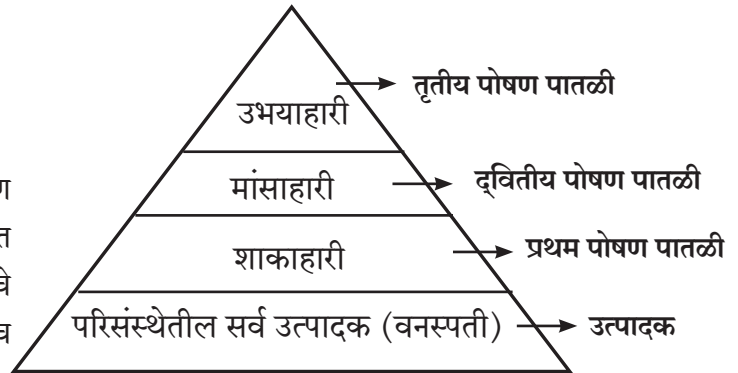 तृतीय पोषण पातळी
उभयाहारी
मांसाहारी
द्‌वितीय पोषण पातळी
शाकाहारी
प्रथम पोषण पातळी
परिसंस्थेतील सर्व उत्पादक (वनस्पती)
उत्पादक
ण
त
वे
व